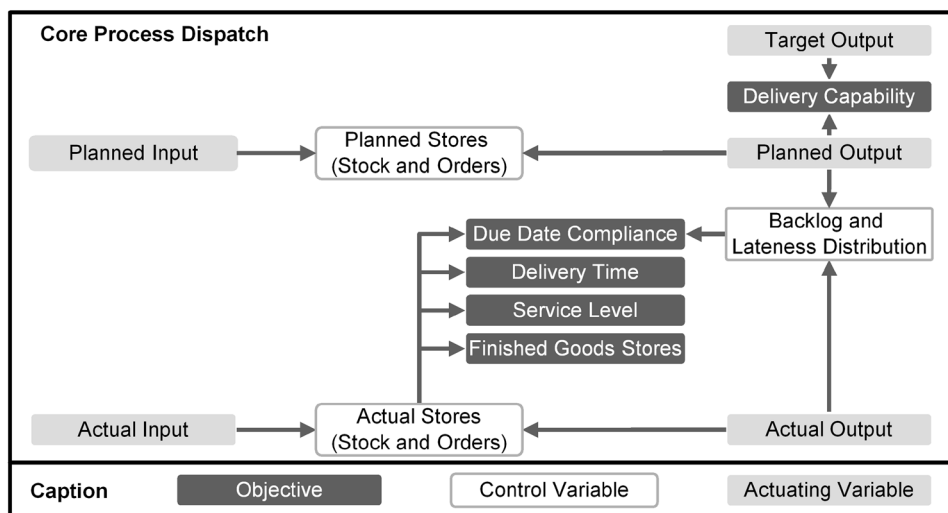 Core Process Dispatch
Target Output
Delivery Capability
Planned Input
Planned Stores
(Stock and Orders)
Planned Output
Due Date Compliance
Backlog and
Lateness Distribution
Delivery Time
Service Level
Finished Goods Stores
Actual Input
Actual Stores
(Stock and Orders)
Actual Output
Caption
Objective
Control Variable
Actuating Variable